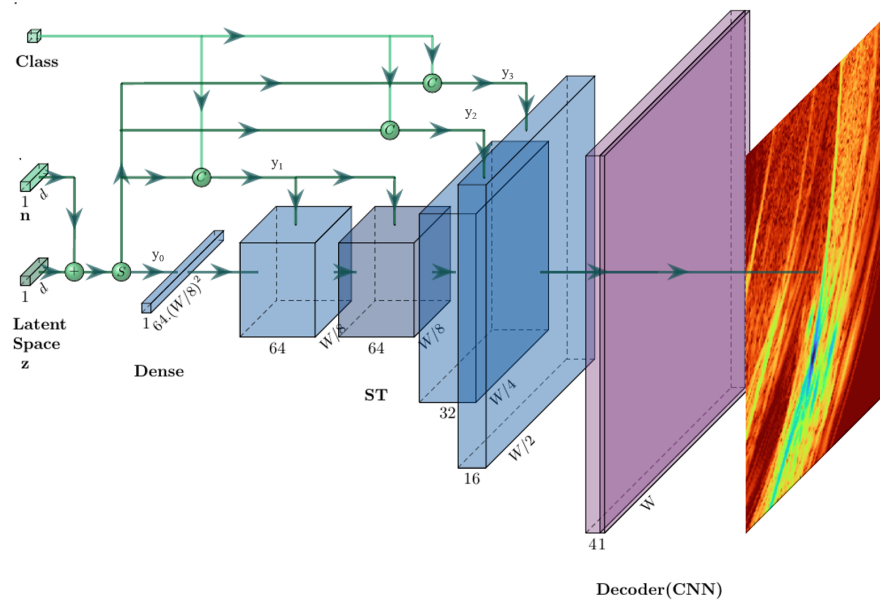 Class
C
y3
C
y2
C
y1
1
d
n
+
S
y0
1
d
Latent
Space
z
1
64.(W/8)²
Dense
64
W/8
64
W/8
ST
32
W/4
16
W/2
41
W
Decoder(CNN)